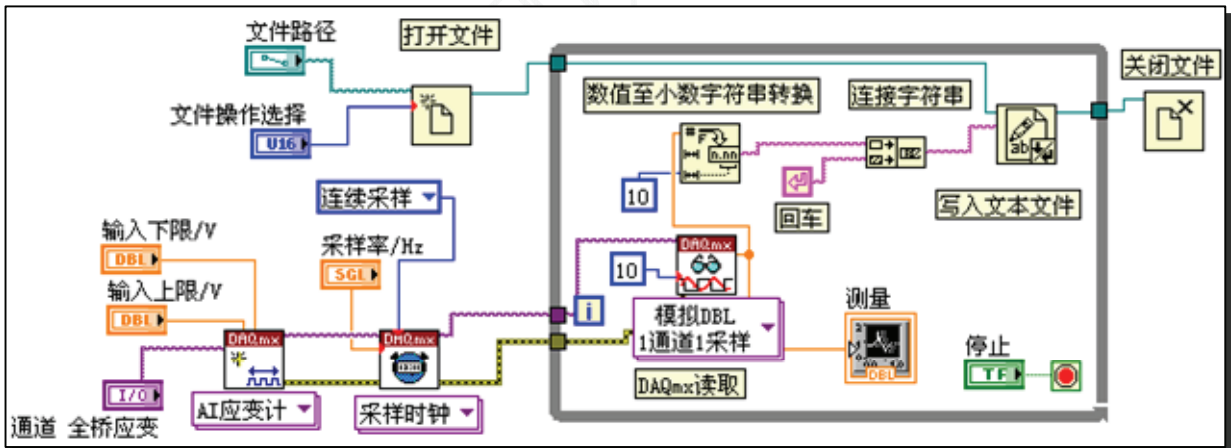 文件路径
打开文件
关闭文件
数值至小数字符串转换
连接字符串
文件操作选择
U16
n.nn
ab
10
回车
写入文本文件
连续采样
输入下限/V
DBL
采样率/Hz
SGL
DAQmx
10
输入上限/V
DBL
i
模拟DBL
1通道1采样
测量
DBL
停止
TF
DAQmx
DAQmx
I/O
AI应变计
采样时钟
DAQmx读取
通道 全桥应变